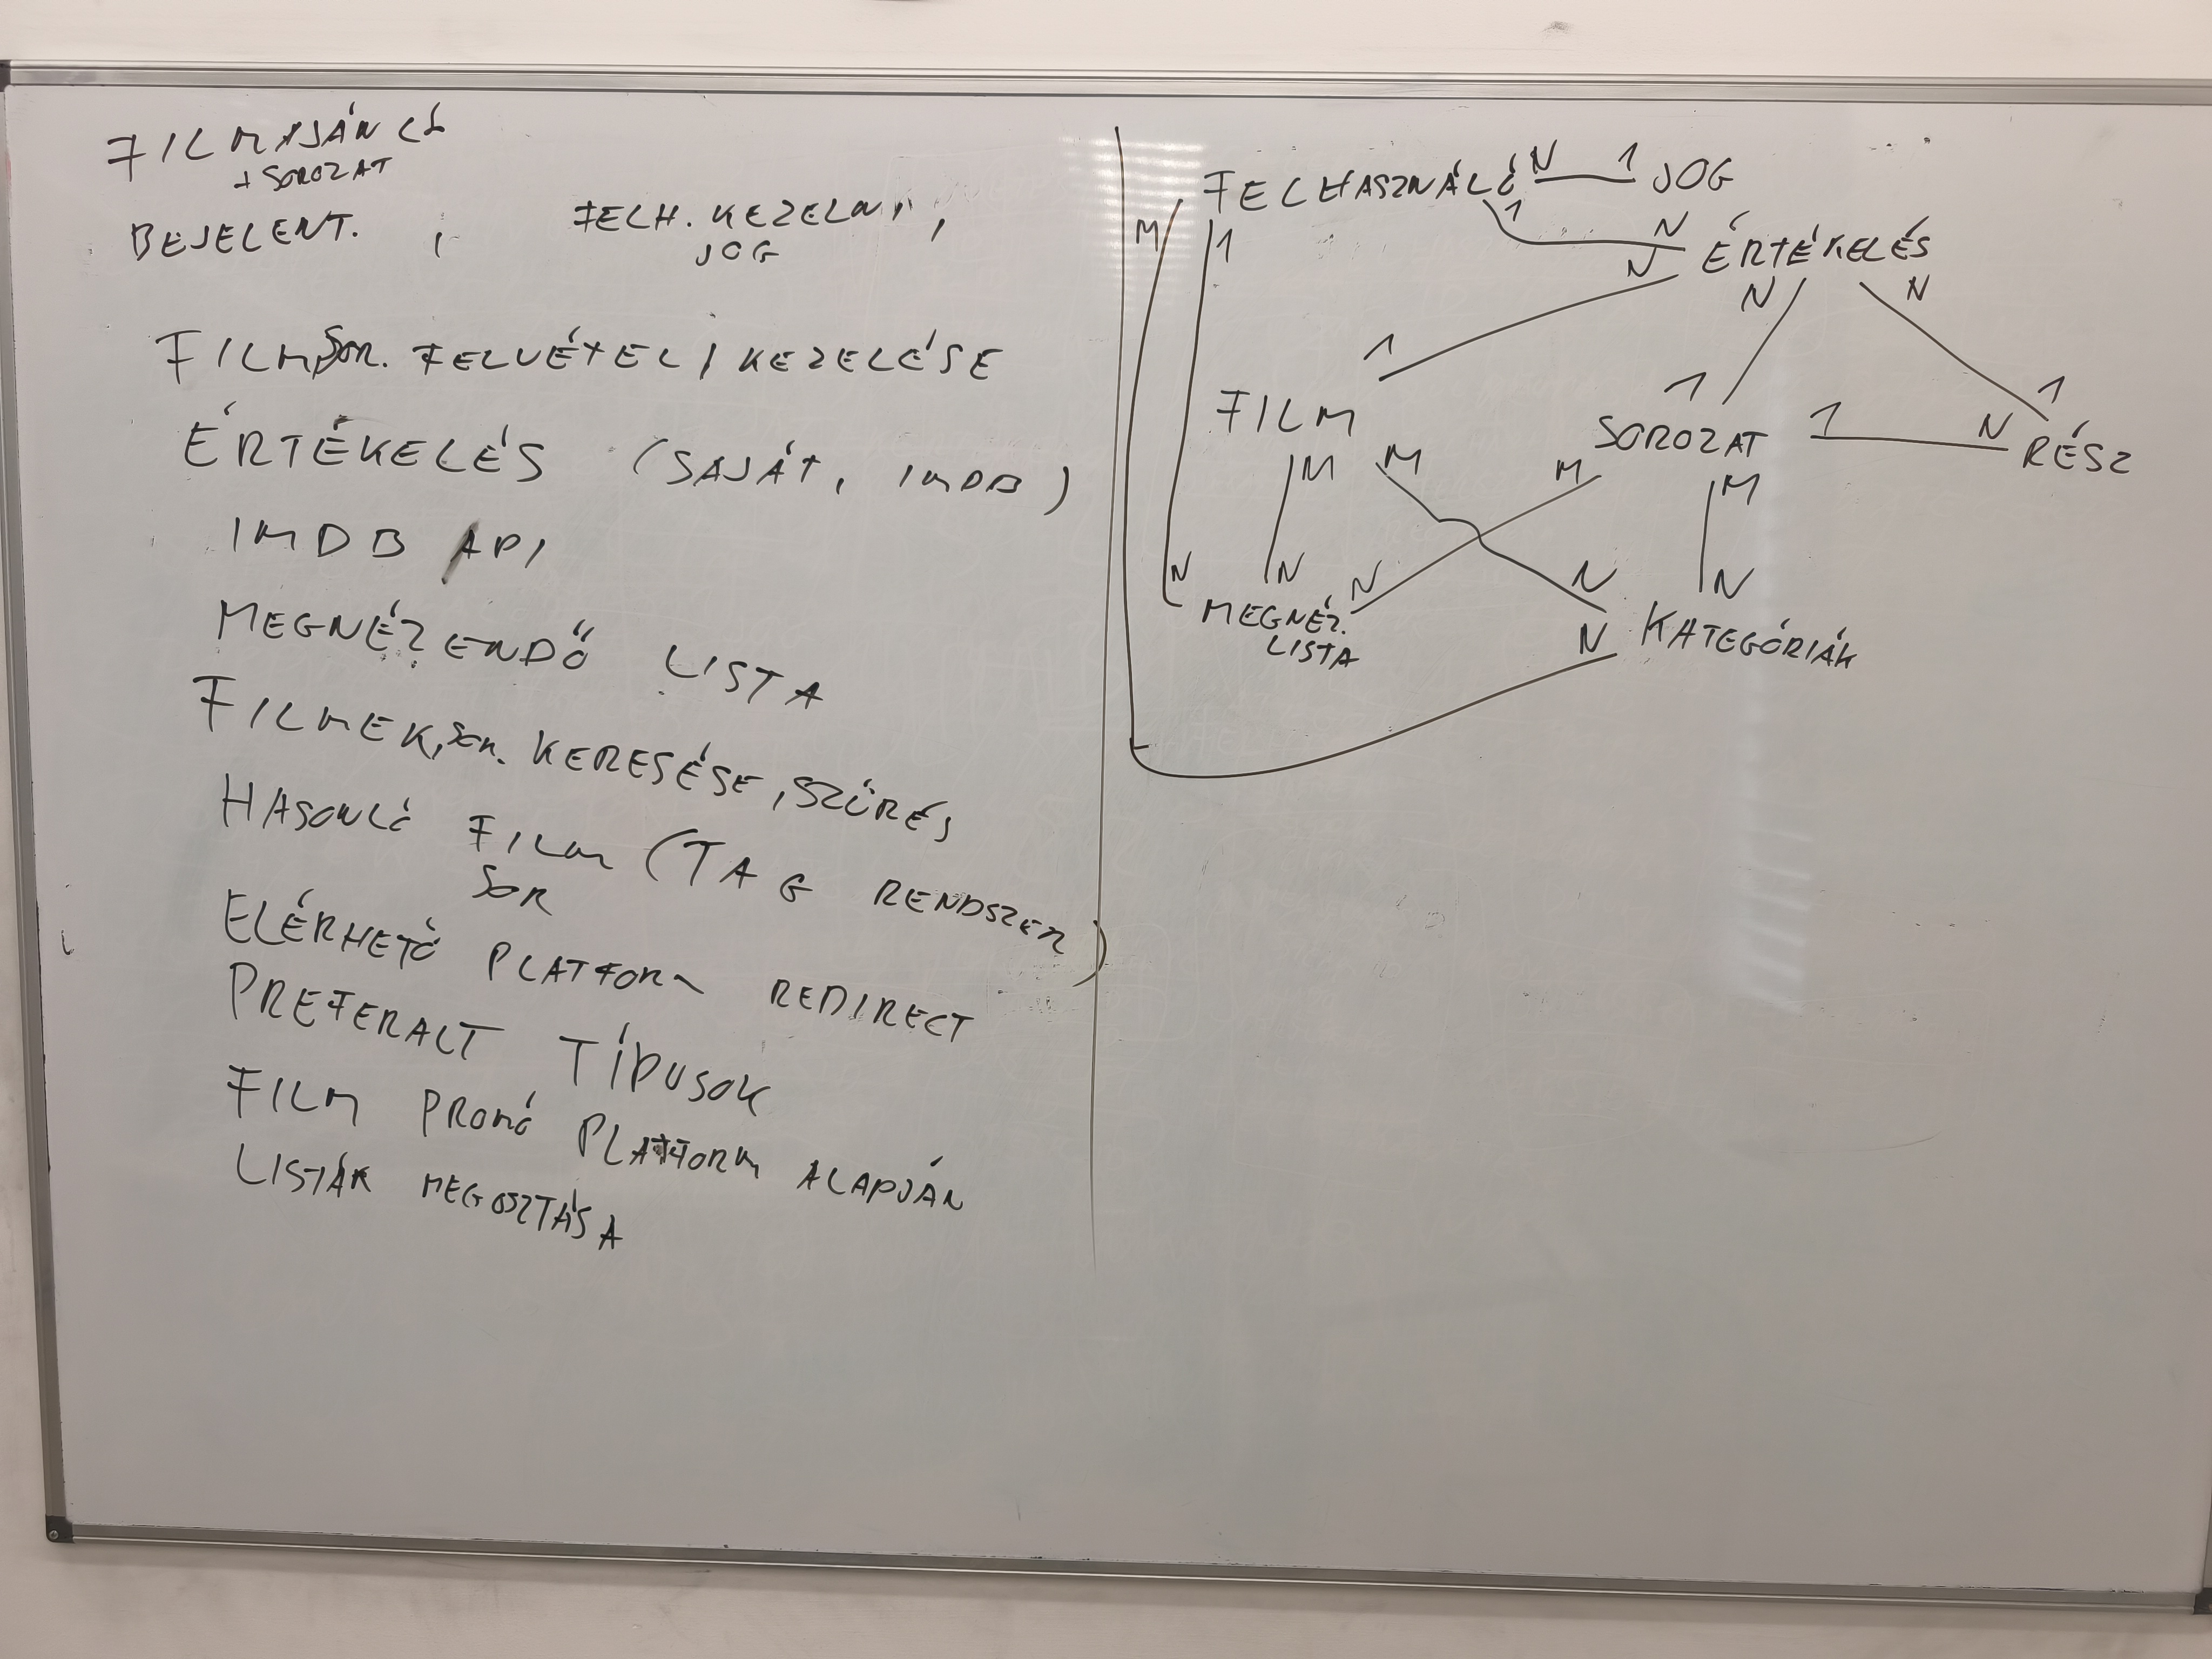 FILMAJÁNLÓ
+ SOROZAT
BEJELENT. , FELH. KEZELÉS,
JOG
FILM, SOR. FELVÉTEL, KEZELÉSE
ÉRTÉKELÉS (SAJÁT, IMDB)
IMDB API
MEGNÉZENDŐ LISTA
FILMEK, SOR. KERESÉSE, SZŰRÉS
HASONLÓ FILM (TAG RENDSZER)
SOR
ELÉRHETŐ PLATFORM REDIRECT
PREFERALT TÍPUSOK
FILM PROMÓ PLATFORM ALAPJÁN
LISTÁK MEGOSZTÁSA
FELHASZNÁLÓ N 1 JOG
M 1 1 N ÉRTÉKELÉS
N N N
1 1 1
FILM SOROZAT 1 N RÉSZ
M M M M
N N N N N
MEGNÉZ. N KATEGÓRIÁK
LISTA